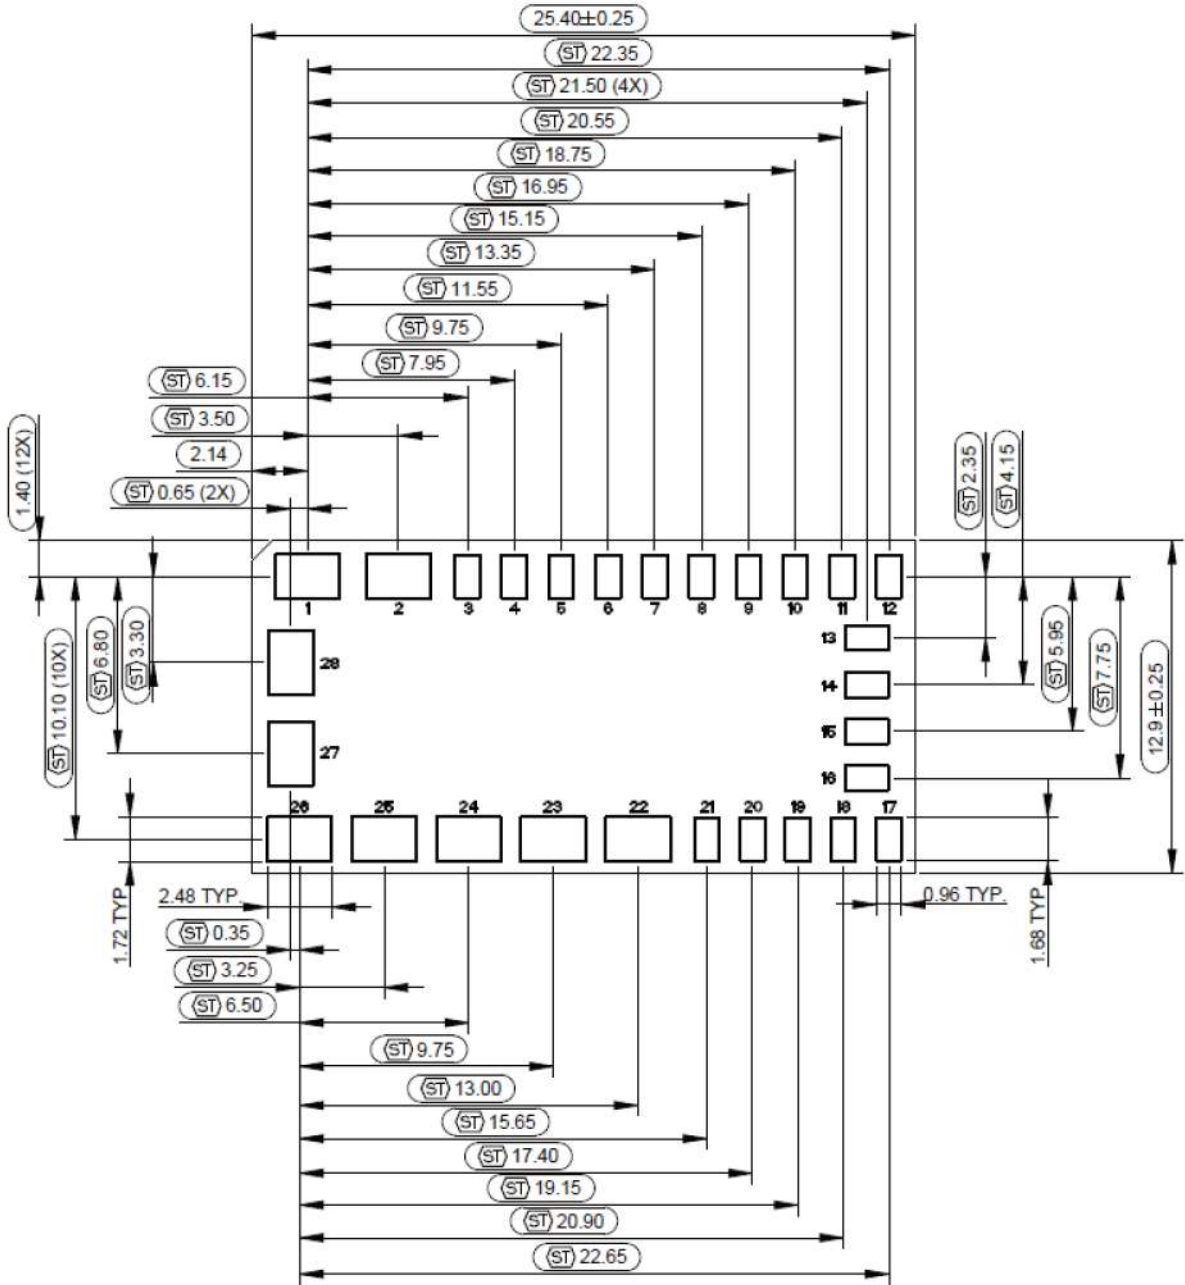 25.40±0.25
ST 22.35
ST 21.50 (4X)
ST 20.55
ST 18.75
ST 16.95
ST 15.15
ST 13.35
ST 11.55
ST 9.75
ST 7.95
ST 6.15
ST 3.50
2.14
ST 0.65 (2X)
1.40 (12X)
ST 2.35
ST 4.15
1 2 3 4 5 6 7 8 9 10 11 12
13
28
14
27
15
16
ST 3.30
ST 6.80
ST 10.10 (10X)
ST 5.95
ST 7.75
12.9±0.25
26 25 24 23 22 21 20 19 18 17
1.72 TYP
2.48 TYP.
0.96 TYP.
1.68 TYP
ST 0.35
ST 3.25
ST 6.50
ST 9.75
ST 13.00
ST 15.65
ST 17.40
ST 19.15
ST 20.90
ST 22.65